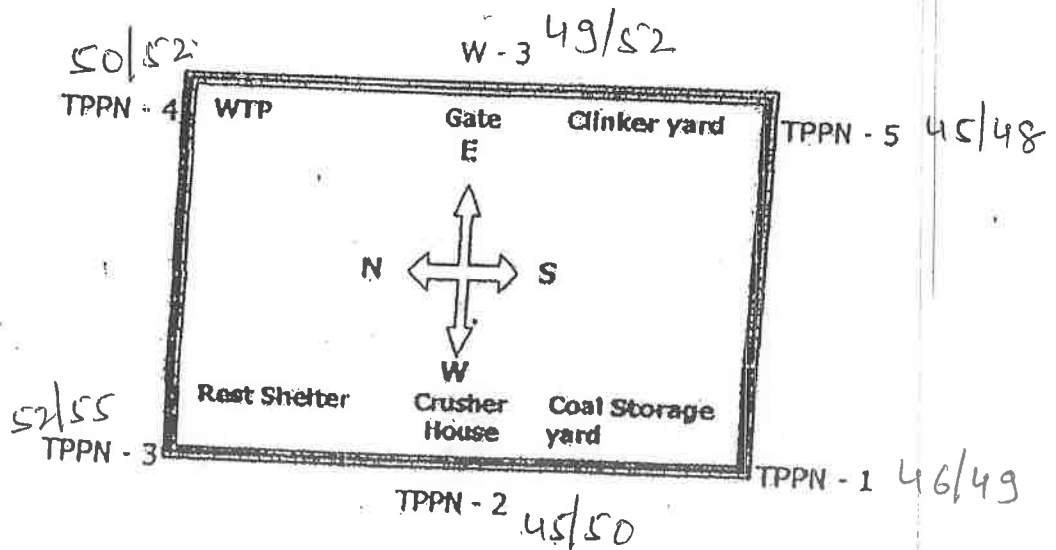 W - 3 49/52
50/52
TPPN - 4
WTP
Gate
Clinker yard
TPPN - 5 45/48
E
N
S
W
Rest Shelter
Crusher
House
Coal Storage
yard
52/55
TPPN - 3
TPPN - 1 46/49
TPPN - 2 45/50